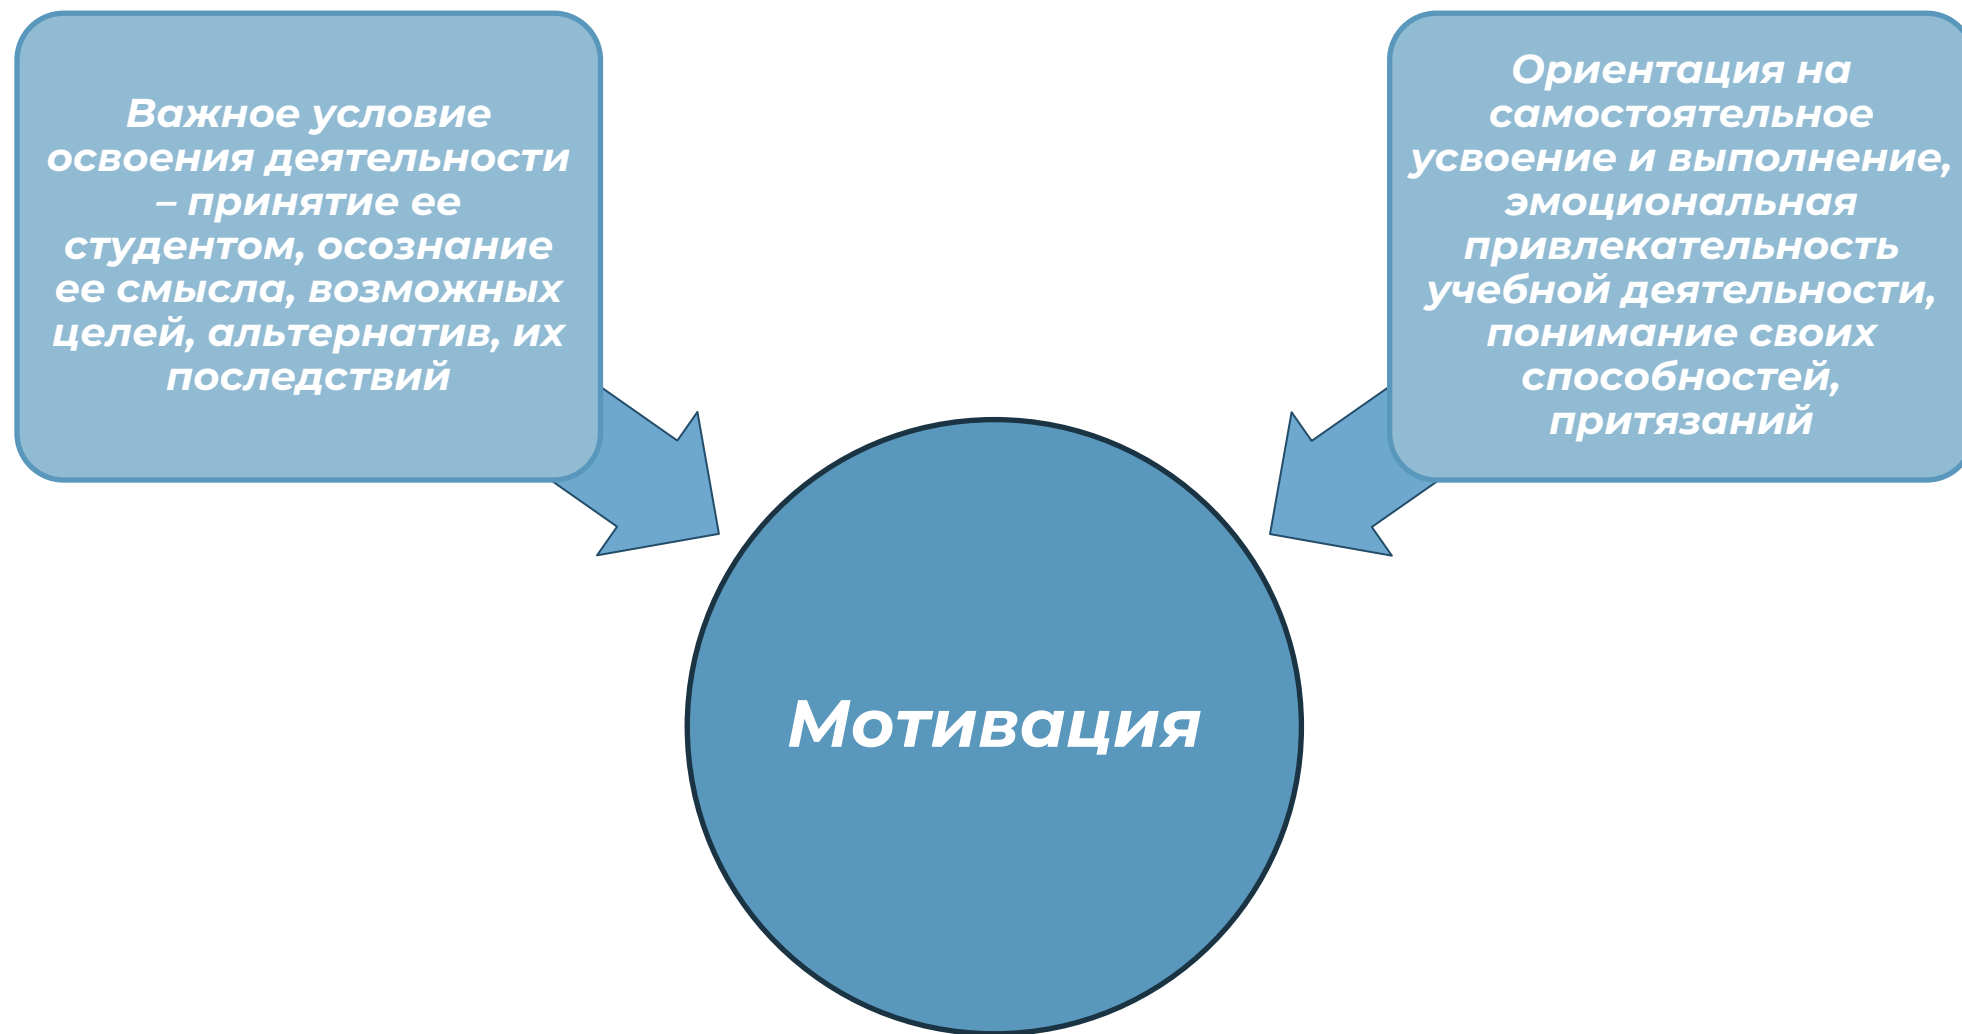 Важное условие
освоения деятельности
– принятие ее
студентом, осознание
ее смысла, возможных
целей, альтернатив, их
последствий
Ориентация на
самостоятельное
усвоение и выполнение,
эмоциональная
привлекательность
учебной деятельности,
понимание своих
способностей,
притязаний
Мотивация